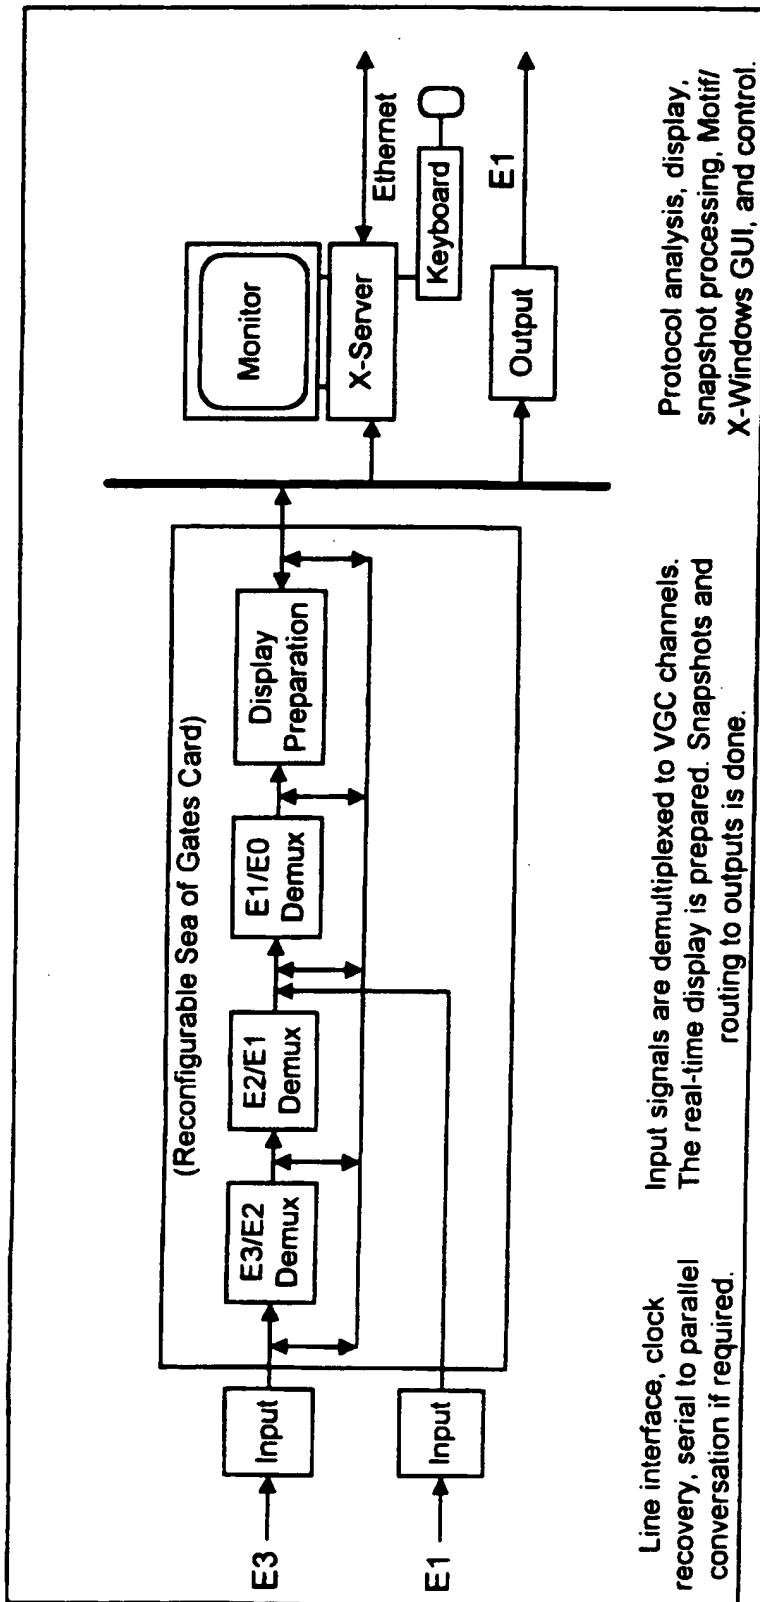 (Reconfigurable Sea of Gates Card)
E3
Input
E3/E2
Demux
E2/E1
Demux
E1/E0
Demux
Display
Preparation
Monitor
X-Server
Ethernet
Keyboard
E1
Input
Output
E1
Line interface, clock
recovery, serial to parallel
conversation if required.
Input signals are demultiplexed to VGC channels.
The real-time display is prepared. Snapshots and
routing to outputs is done.
Protocol analysis, display,
snapshot processing, Motif/
X-Windows GUI, and control.